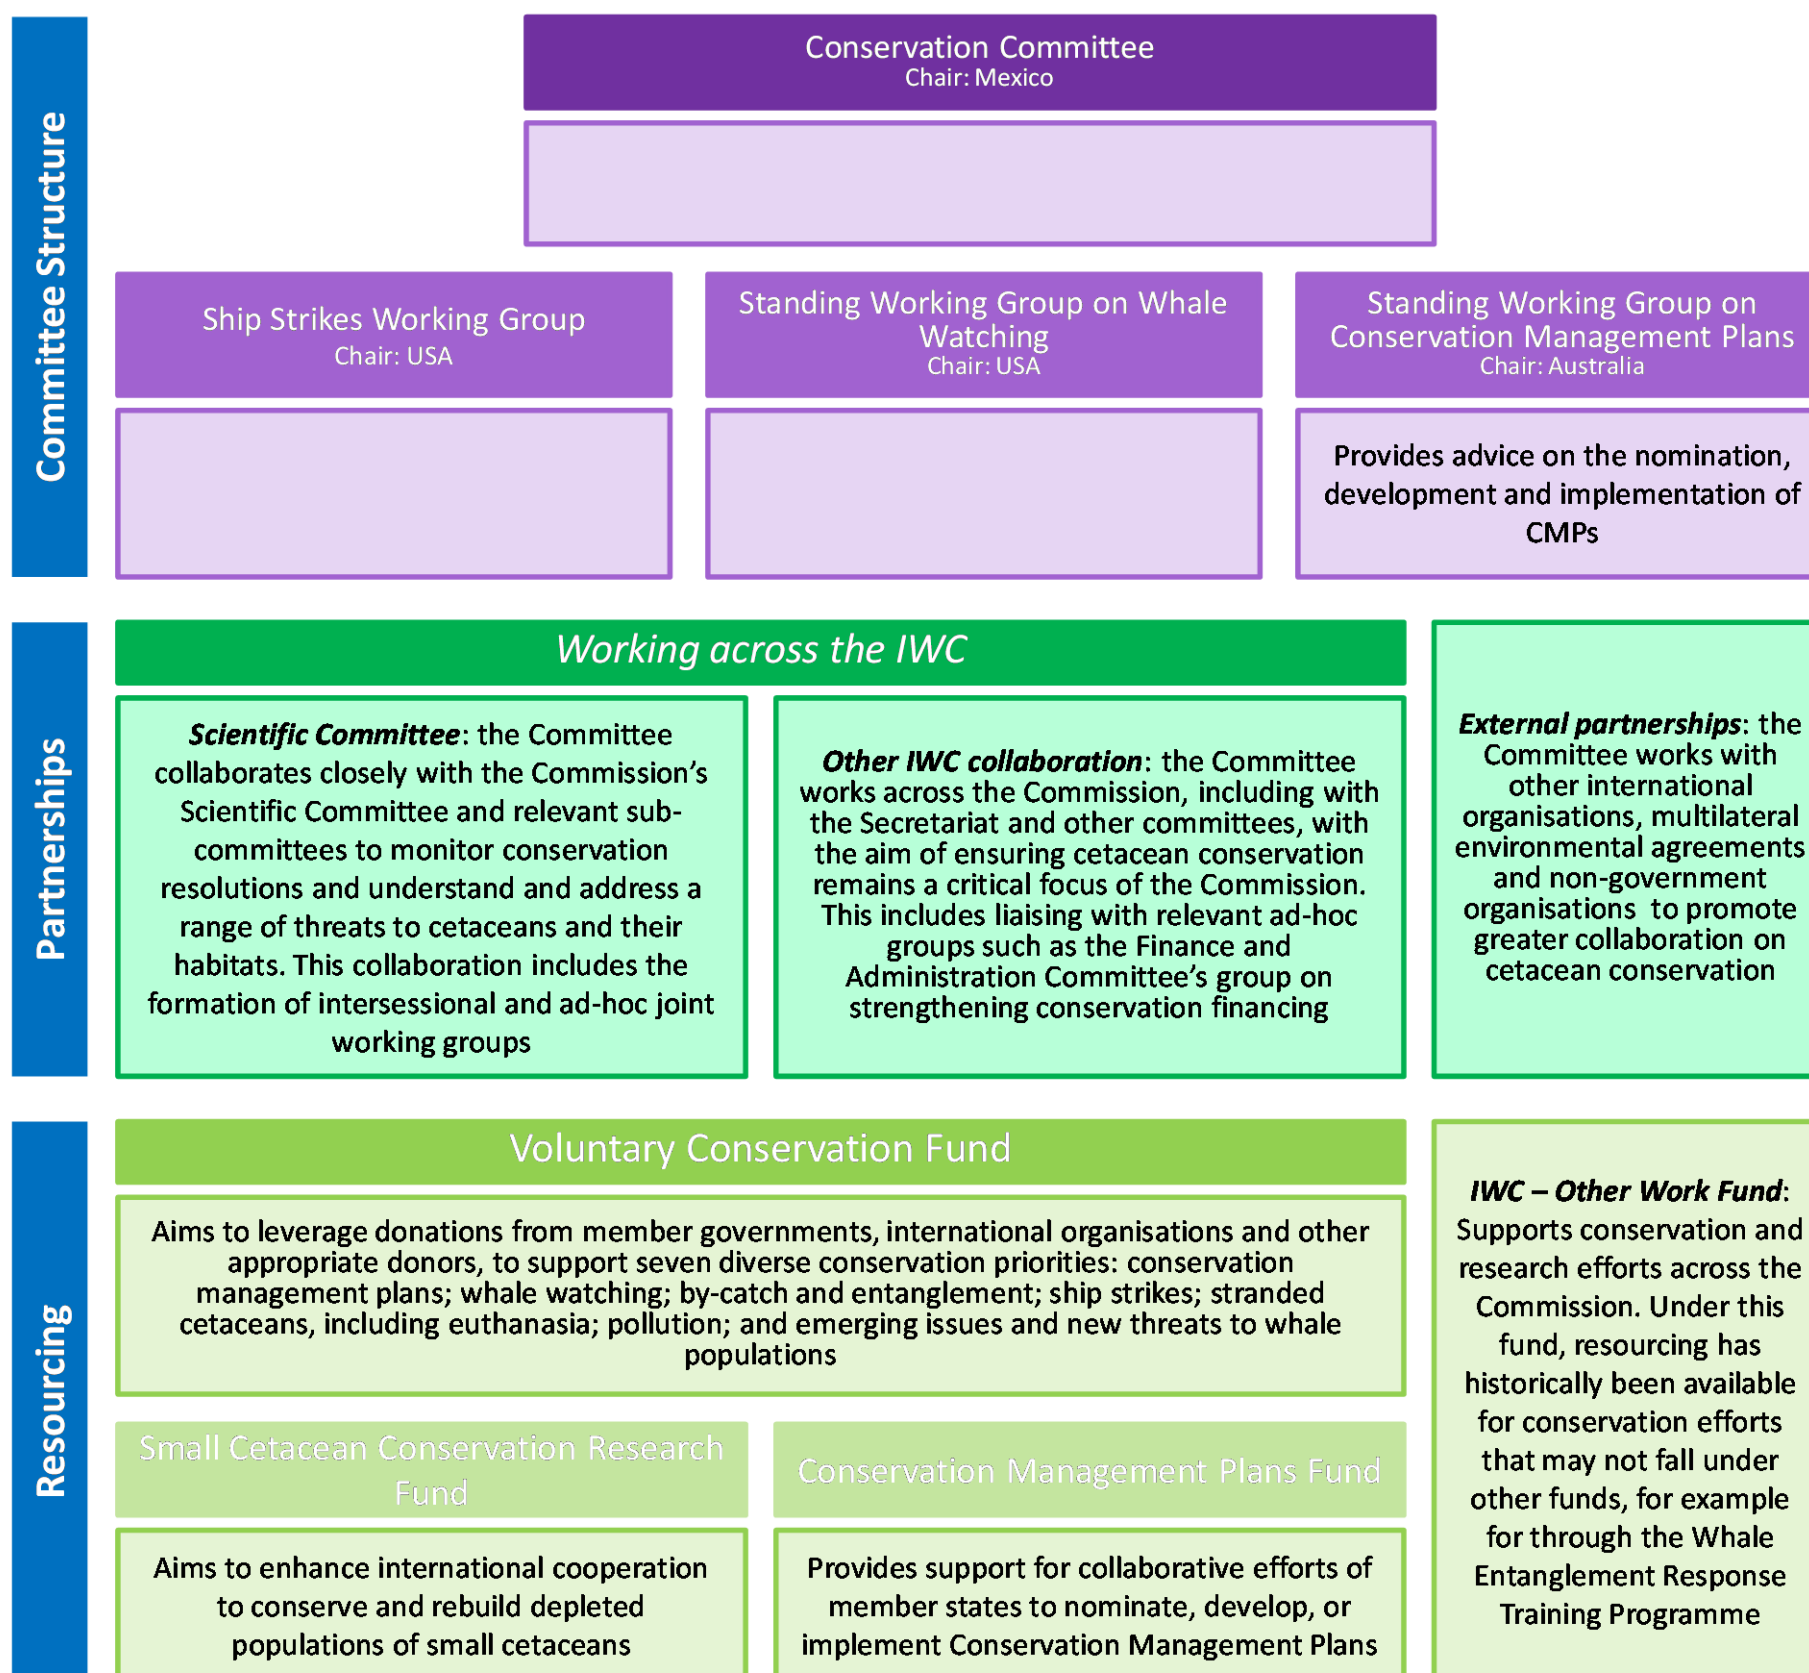 Committee Structure
Conservation Committee
Chair: Mexico
Ship Strikes Working Group
Chair: USA
Standing Working Group on Whale
Watching
Chair: USA
Standing Working Group on
Conservation Management Plans
Chair: Australia
Provides advice on the nomination,
development and implementation of
CMPs
Partnerships
Working across the IWC
Scientific Committee: the Committee
collaborates closely with the Commission's
Scientific Committee and relevant sub-
committees to monitor conservation
resolutions and understand and address a
range of threats to cetaceans and their
habitats. This collaboration includes the
formation of intersessional and ad-hoc joint
working groups
Other IWC collaboration: the Committee
works across the Commission, including with
the Secretariat and other committees, with
the aim of ensuring cetacean conservation
remains a critical focus of the Commission.
This includes liaising with relevant ad-hoc
groups such as the Finance and
Administration Committee's group on
strengthening conservation financing
External partnerships: the
Committee works with
other international
organisations, multilateral
environmental agreements
and non-government
organisations to promote
greater collaboration on
cetacean conservation
Resourcing
Voluntary Conservation Fund
Aims to leverage donations from member governments, international organisations and other
appropriate donors, to support seven diverse conservation priorities: conservation
management plans; whale watching; by-catch and entanglement; ship strikes; stranded
cetaceans, including euthanasia; pollution; and emerging issues and new threats to whale
populations
Small Cetacean Conservation Research
Fund
Aims to enhance international cooperation
to conserve and rebuild depleted
populations of small cetaceans
Conservation Management Plans Fund
Provides support for collaborative efforts of
member states to nominate, develop, or
implement Conservation Management Plans
IWC – Other Work Fund:
Supports conservation and
research efforts across the
Commission. Under this
fund, resourcing has
historically been available
for conservation efforts
that may not fall under
other funds, for example
for through the Whale
Entanglement Response
Training Programme